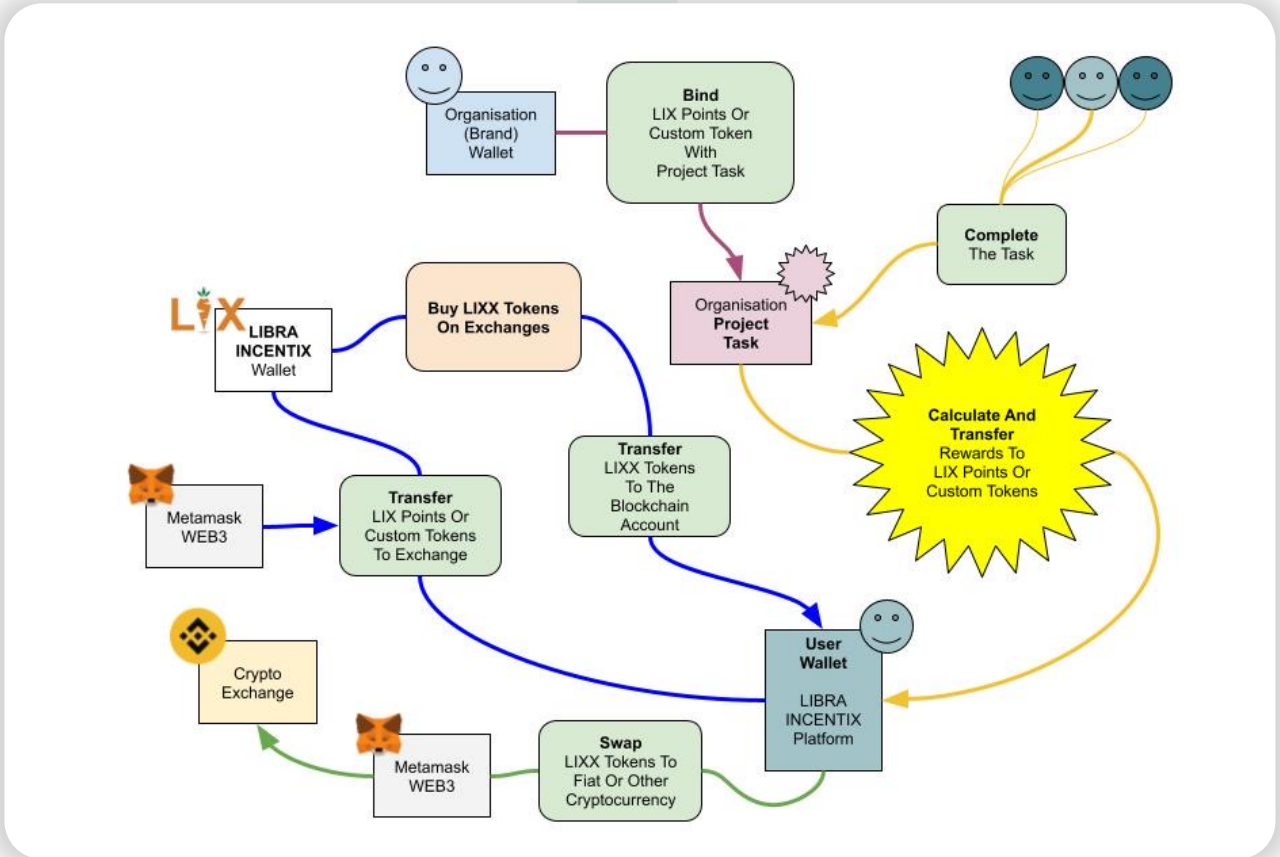 Organisation
(Brand)
Wallet
Bind
LIX Points Or
Custom Token
With
Project Task
Complete
The Task
Organisation
Project
Task
LIX
LIBRA
INCENTIX
Wallet
Buy LIXX Tokens
On Exchanges
Calculate And
Transfer
Rewards To
LIX Points Or
Custom Tokens
Transfer
LIXX Tokens
To The
Blockchain
Account
Metamask
WEB3
Transfer
LIX Points Or
Custom Tokens
To Exchange
User
Wallet
LIBRA
INCENTIX
Platform
Crypto
Exchange
Metamask
WEB3
Swap
LIXX Tokens To
Fiat Or Other
Cryptocurrency